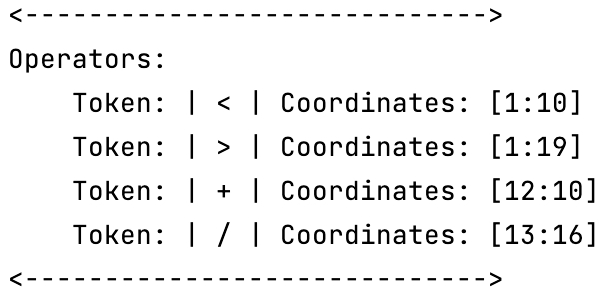 <----------------------------->
Operators:
    Token: | < | Coordinates: [1:10]
    Token: | > | Coordinates: [1:19]
    Token: | + | Coordinates: [12:10]
    Token: | / | Coordinates: [13:16]
<----------------------------->